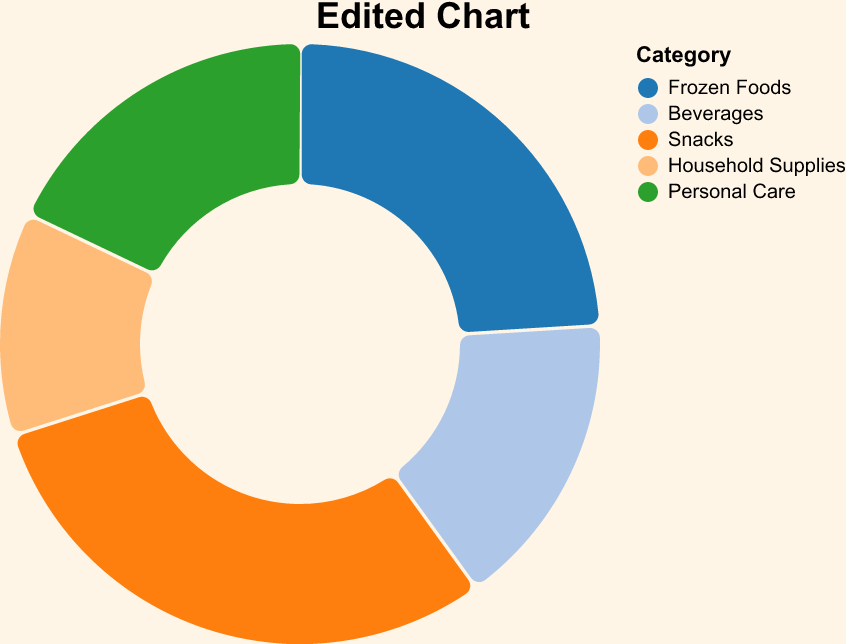 Edited Chart
Category
Frozen Foods
Beverages
Snacks
Household Supplies
Personal Care